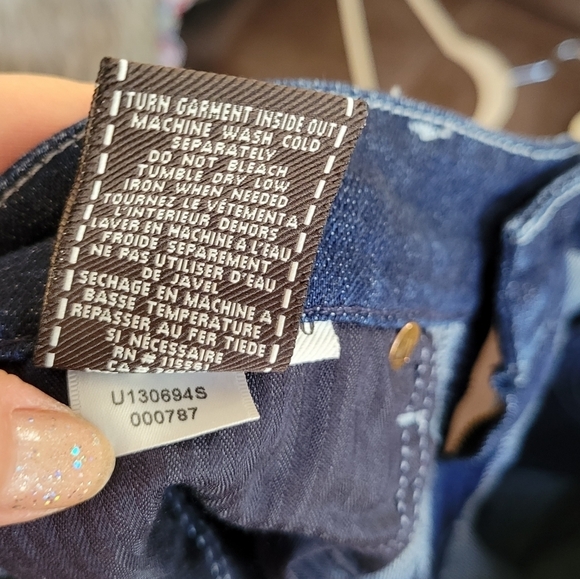 TURN GARMENT INSIDE OUT
MACHINE WASH COLD
SEPARATELY
DO NOT BLEACH
TUMBLE DRY LOW
IRON WHEN NEEDED
TOURNEZ LE VÊTEMENT A
L'INTERIEUR DEHORS
LAVER EN MACHINE A L'EAU
FROIDE SEPAREMENT
NE PAS UTILISER D'EAU
DE JAVEL
SECHAGE EN MACHINE A
BASSE TEMPERATURE
REPASSER AU FER TIEDE
SI NÉCESSAIRE
RN #
U130694S
000787